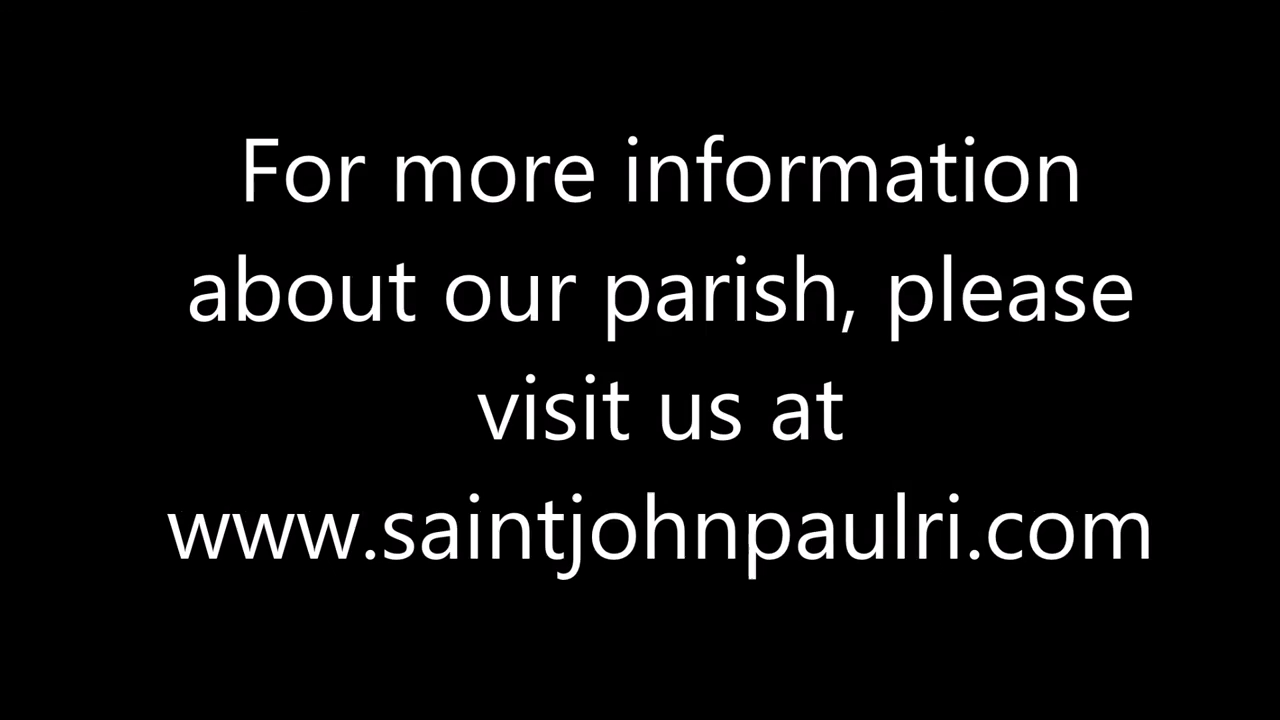 For more information
about our parish, please
visit us at
www.saintjohnpaulri.com